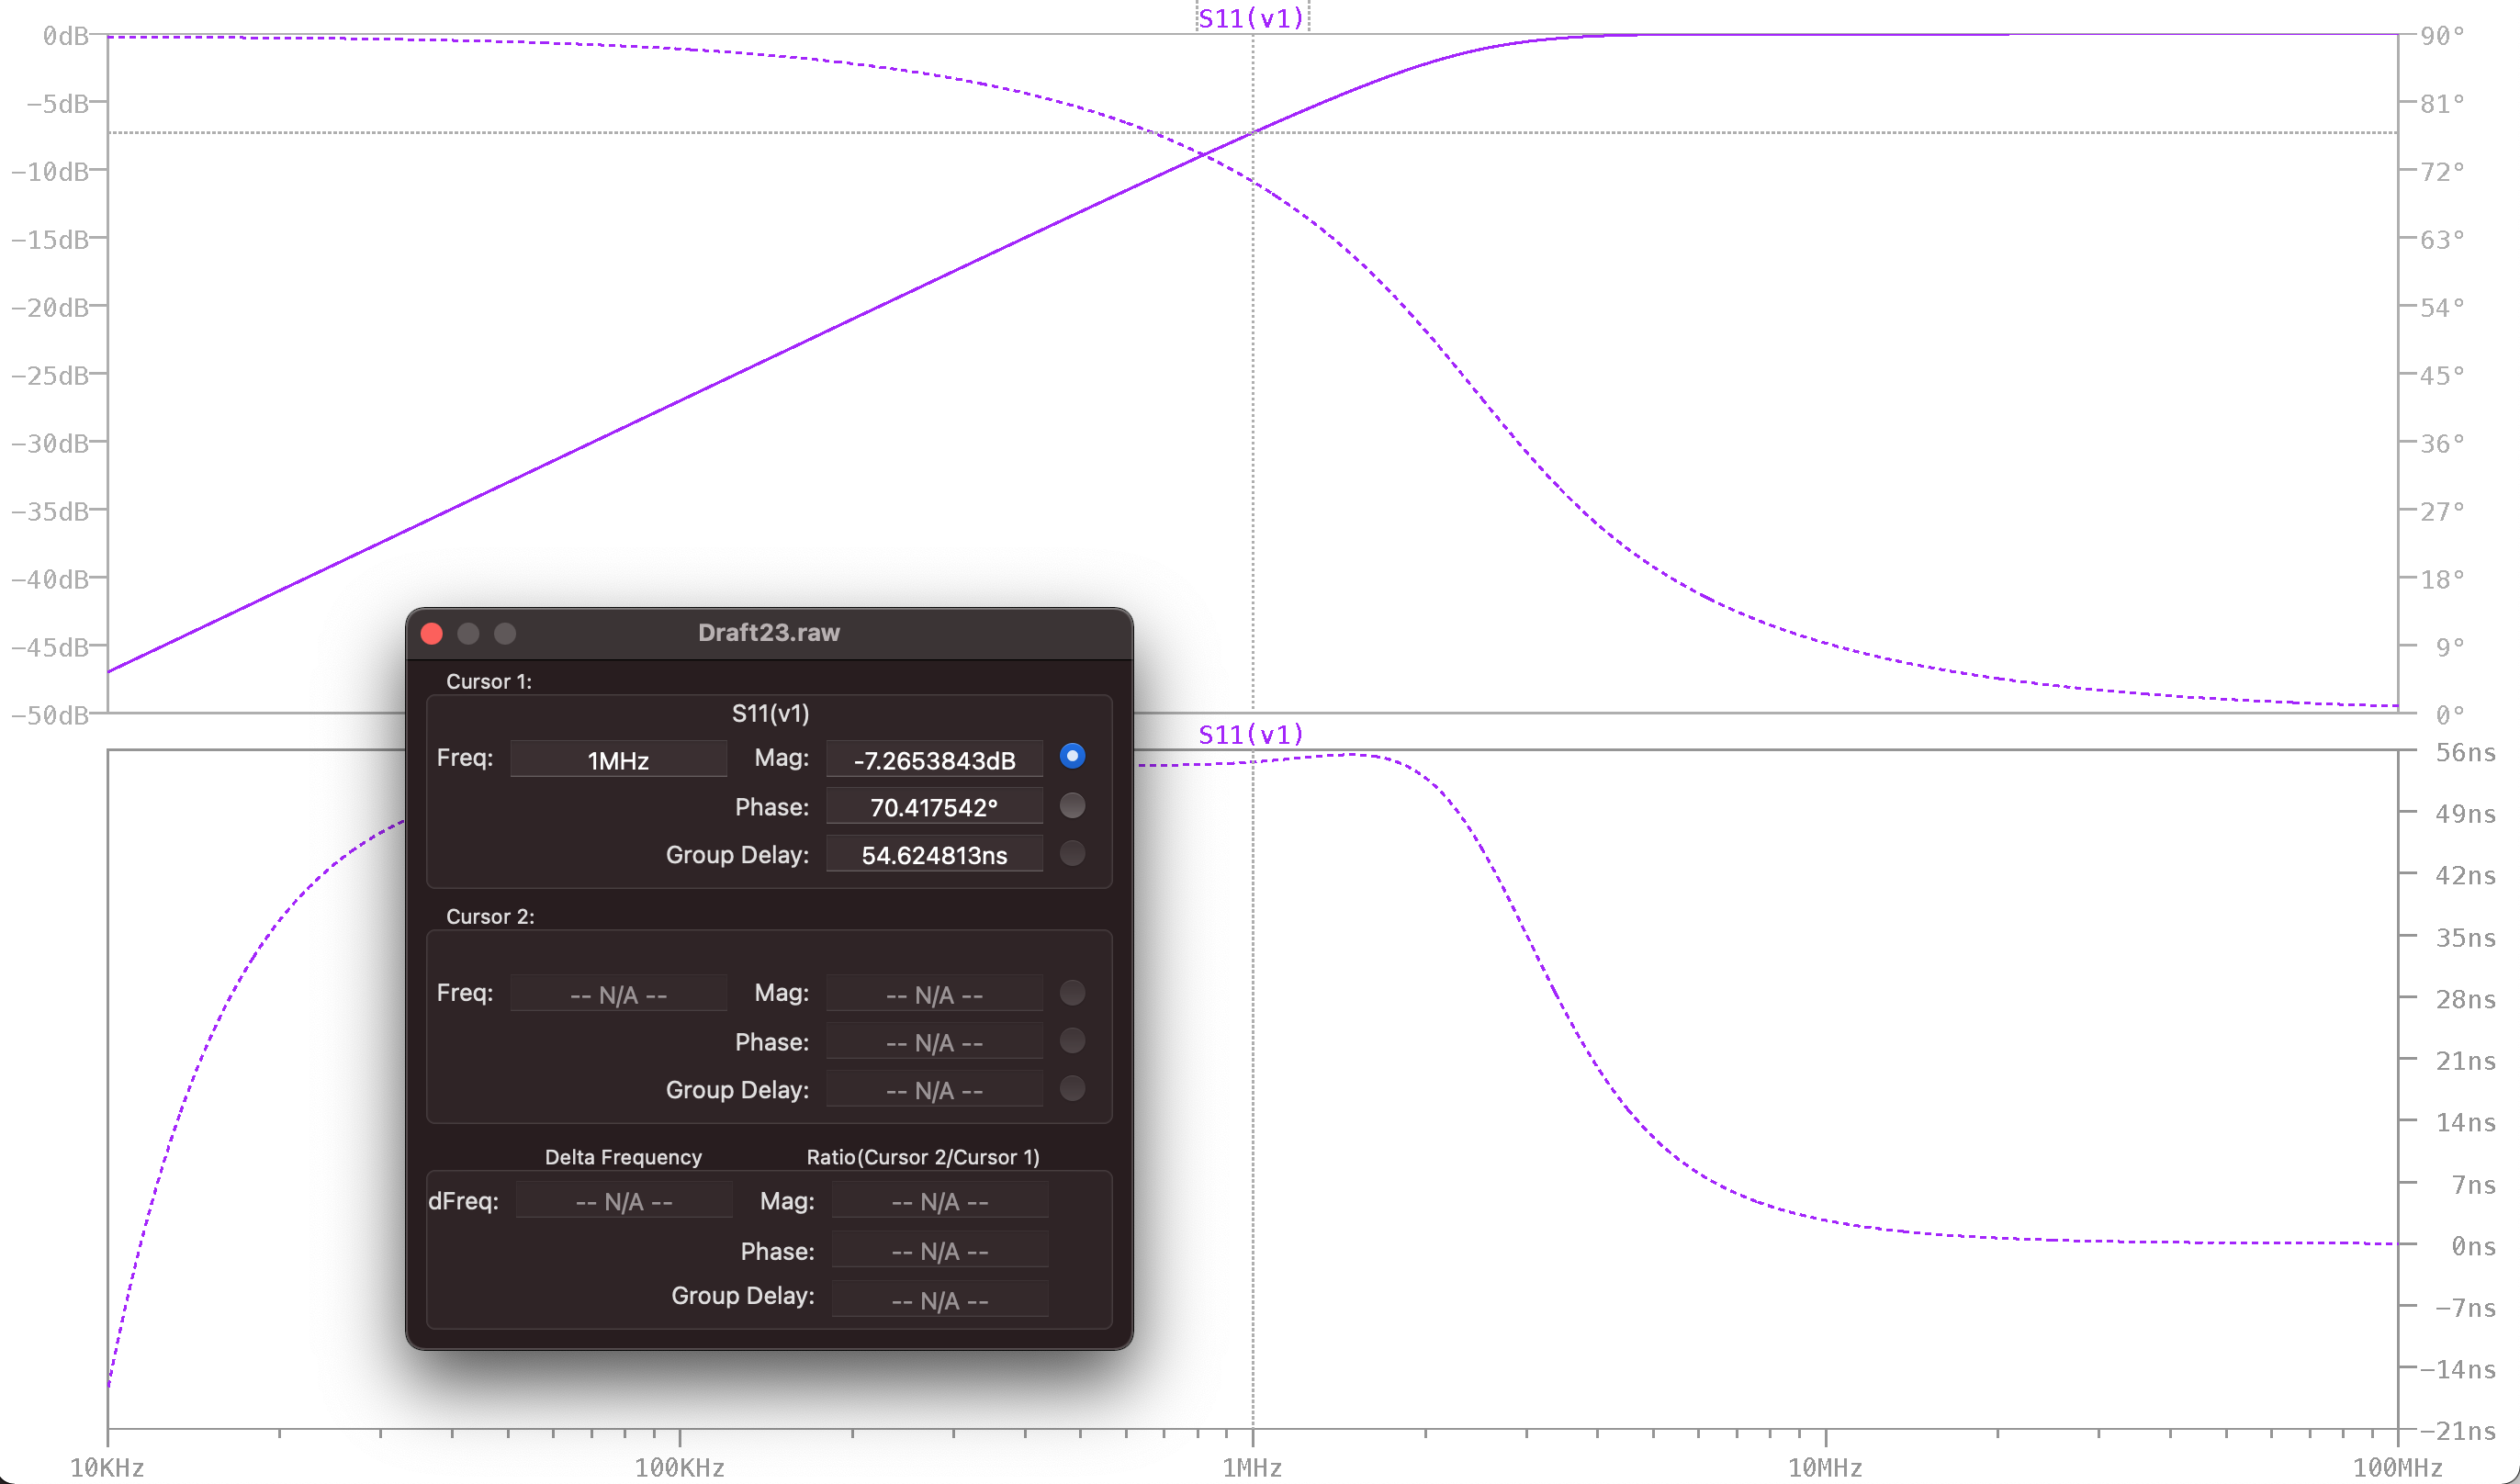 S11(v1)
0dB
−5dB
−10dB
−15dB
−20dB
−25dB
−30dB
−35dB
−40dB
−45dB
−50dB
90°
81°
72°
63°
54°
45°
36°
27°
18°
9°
0°
Draft23.raw
Cursor 1:
S11(v1)
Freq: 1MHz Mag: -7.2653843dB
Phase: 70.417542°
Group Delay: 54.624813ns
Cursor 2:
Freq: -- N/A -- Mag: -- N/A --
Phase: -- N/A --
Group Delay: -- N/A --
Delta Frequency Ratio(Cursor 2/Cursor 1)
dFreq: -- N/A -- Mag: -- N/A --
Phase: -- N/A --
Group Delay: -- N/A --
S11(v1)
56ns
49ns
42ns
35ns
28ns
21ns
14ns
7ns
0ns
−7ns
−14ns
−21ns
10KHz 100KHz 1MHz 10MHz 100MHz